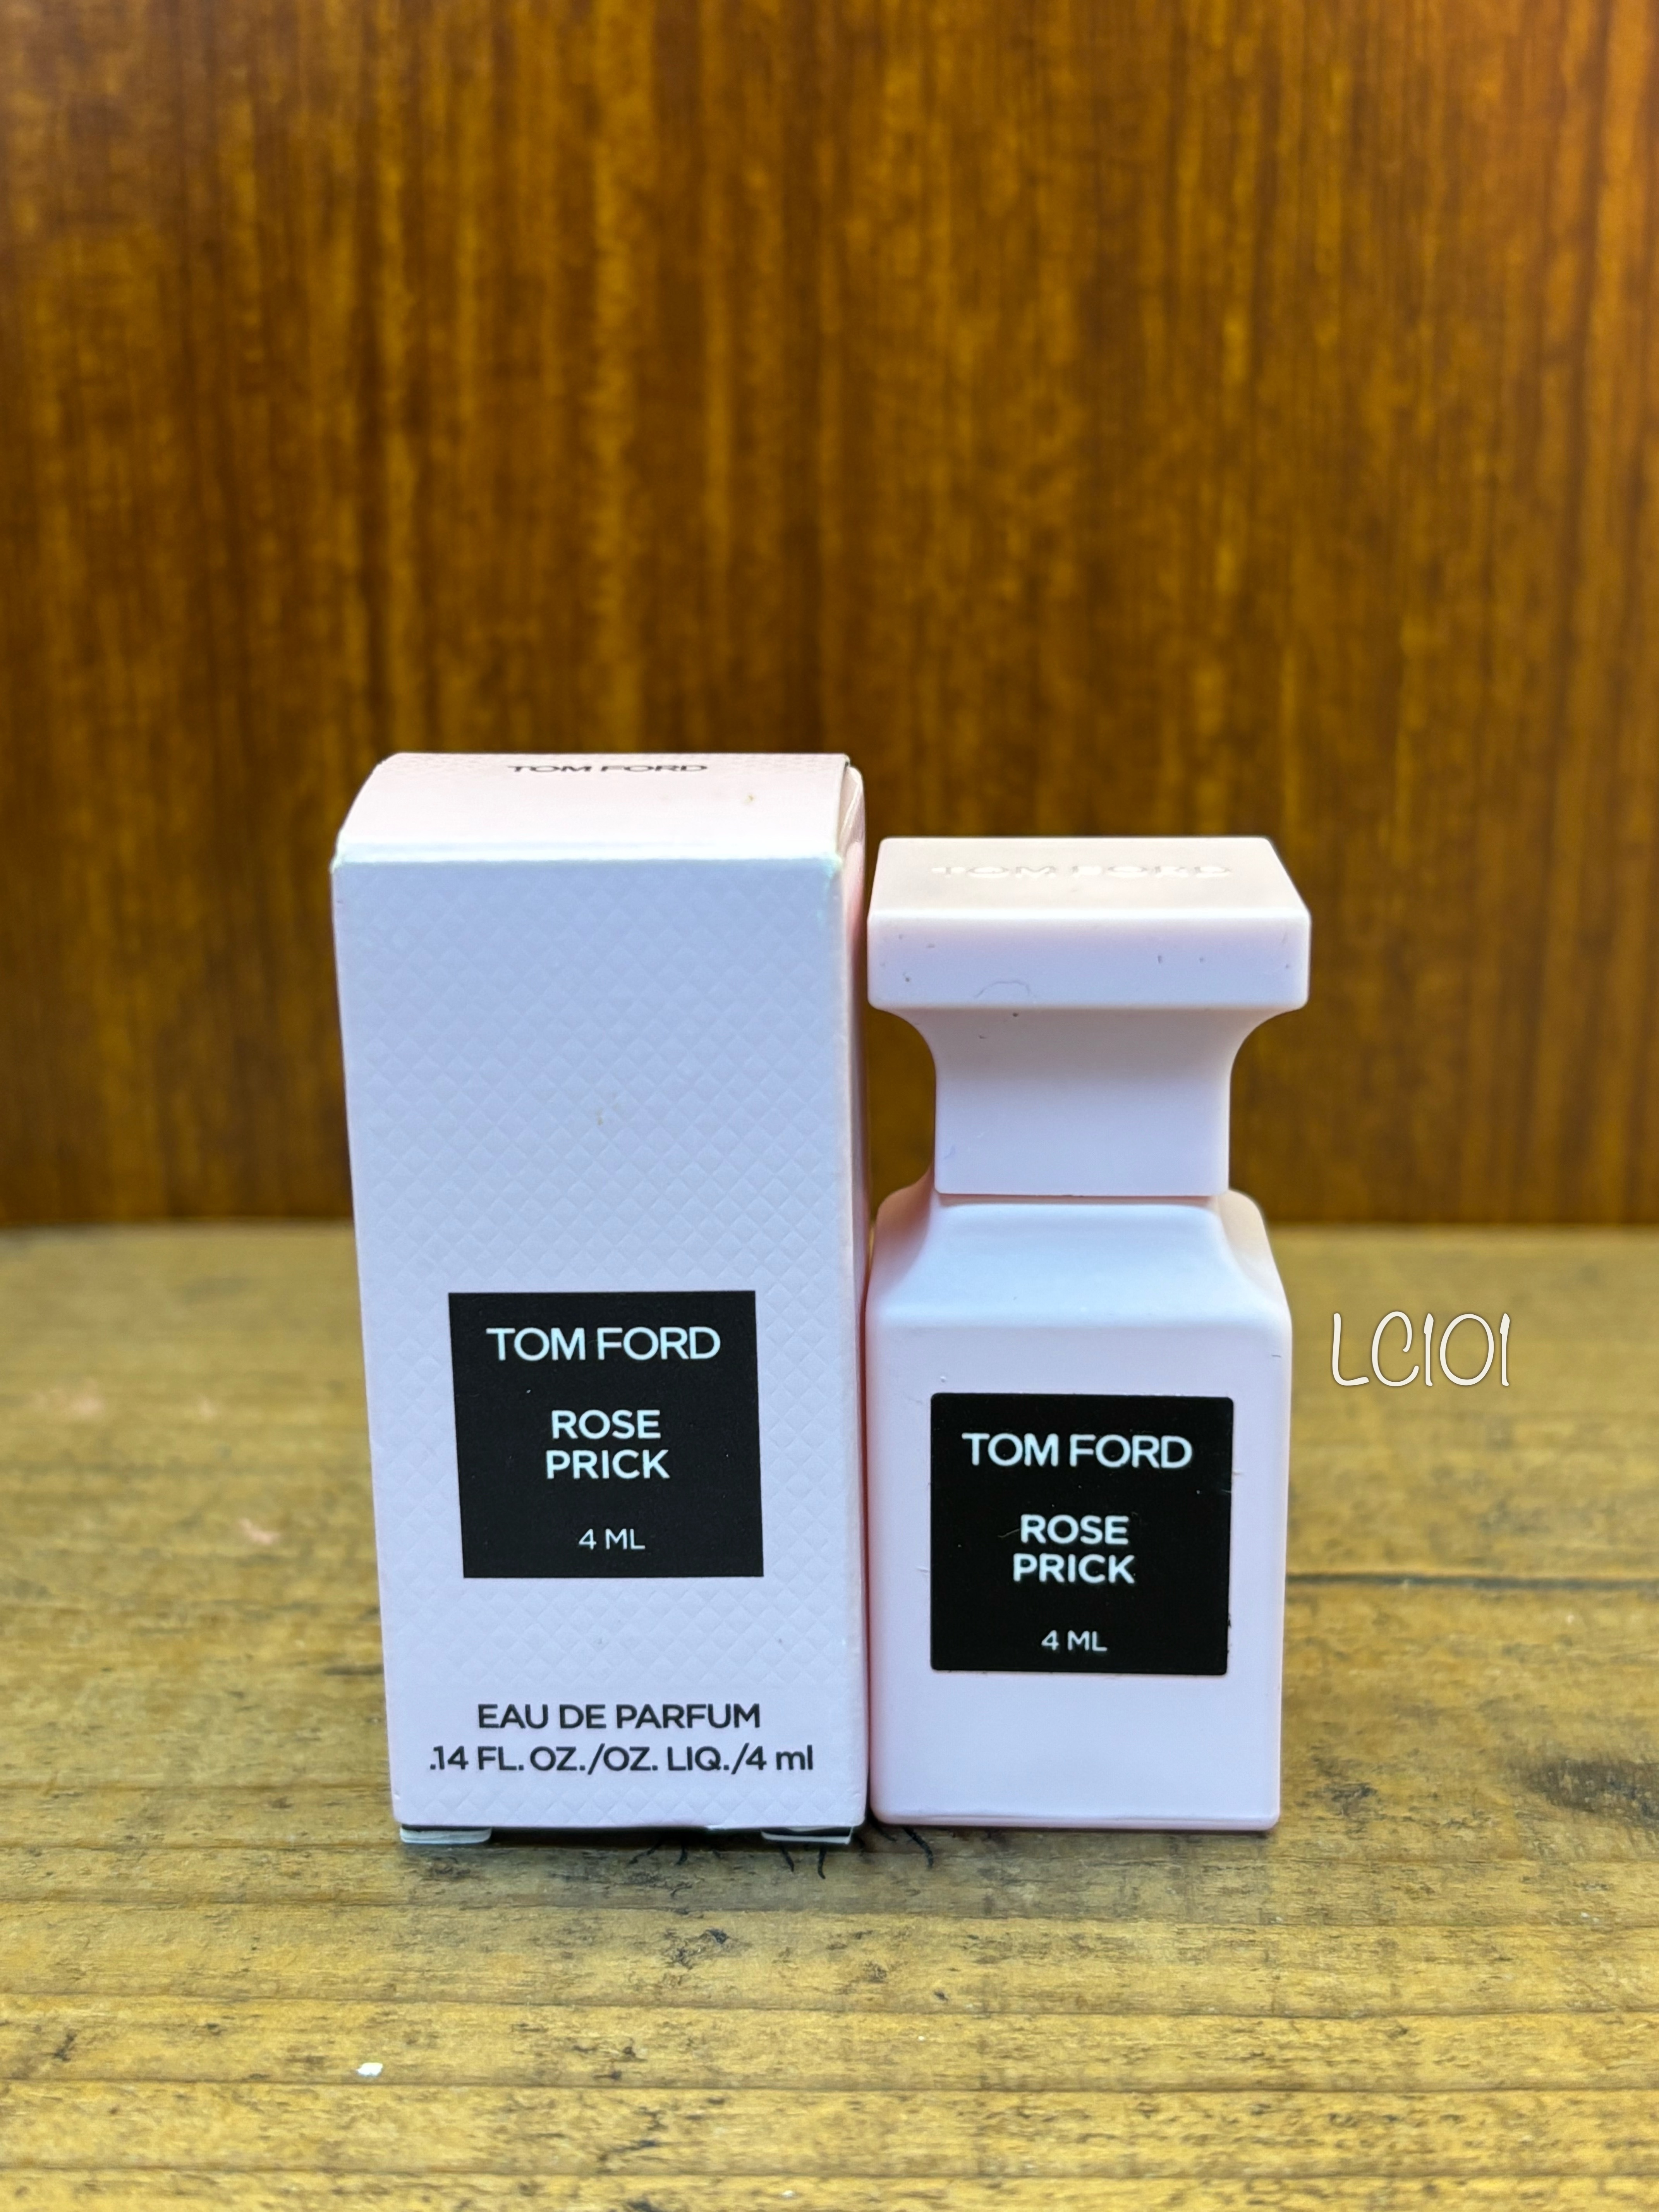 TOM FORD
TOM FORD
ROSE
PRICK
4 ML
EAU DE PARFUM
.14 FL. OZ./OZ. LIQ./4 ml
TOM FORD
TOM FORD
ROSE
PRICK
4 ML
LC101